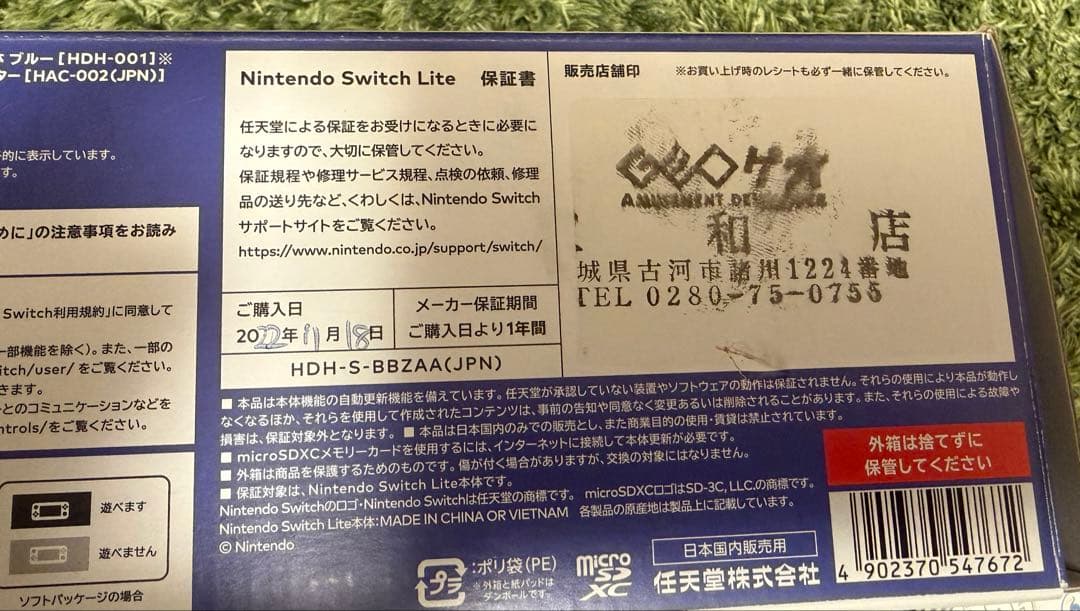 ブルー [HDH-001]※
ター [HAC-002(JPN)]
的に表示しています。
す。
めに」の注意事項をお読み
Switch利用規約」に同意して
一部機能を除く)。また、一部の
itch/user/ をご覧ください。
きます。
とのコミュニケーションなどを
ntrols/をご覧ください。
遊べます
遊べません
ソフトパッケージの場合
Nintendo Switch Lite 保証書
任天堂による保証をお受けになるときに必要に
なりますので、大切に保管してください。
保証規程や修理サービス規程、点検の依頼、修理
品の送り先など、くわしくは、Nintendo Switch
サポートサイトをご覧ください。
https://www.nintendo.co.jp/support/switch/
ご購入日
2022年11月18日
メーカー保証期間
ご購入日より1年間
HDH-S-BBZAA(JPN)
販売店舗印 ※お買い上げ時のレシートも必ず一緒に保管してください。
GEOゲオ
AMUSEMENT
和 店
城県古河市諸川1224番地
TEL 0280-75-0755
■ 本品は本体機能の自動更新機能を備えています。任天堂が承認していない装置やソフトウェアの動作は保証されません。それらの使用により本品が動作し
なくなるほか、それらを使用して作成されたコンテンツは、事前の告知や同意なく変更あるいは削除されることがあります。また、それらの使用による故障や
損害は、保証対象外となります。 ■ 本品は日本国内のみでの販売とし、また商業目的の使用・賃貸は禁止されています。
■ microSDXCメモリーカードを使用するには、インターネットに接続して本体更新が必要です。
■ 外箱は商品を保護するためのものです。傷が付く場合がありますが、交換の対象にはなりません。
■ 保証対象は、Nintendo Switch Lite本体です。
Nintendo Switchのロゴ・Nintendo Switchは任天堂の商標です。 microSDXCロゴはSD-3C, LLC.の商標です。
Nintendo Switch Lite本体: MADE IN CHINA OR VIETNAM 各製品の原産地は製品上に記載しています。
© Nintendo
外箱は捨てずに
保管してください
プラ
:ポリ袋(PE)
※外箱と紙パッドは
ダンボールです。
micro
SD
XC
日本国内販売用
任天堂株式会社
4 902370 547672